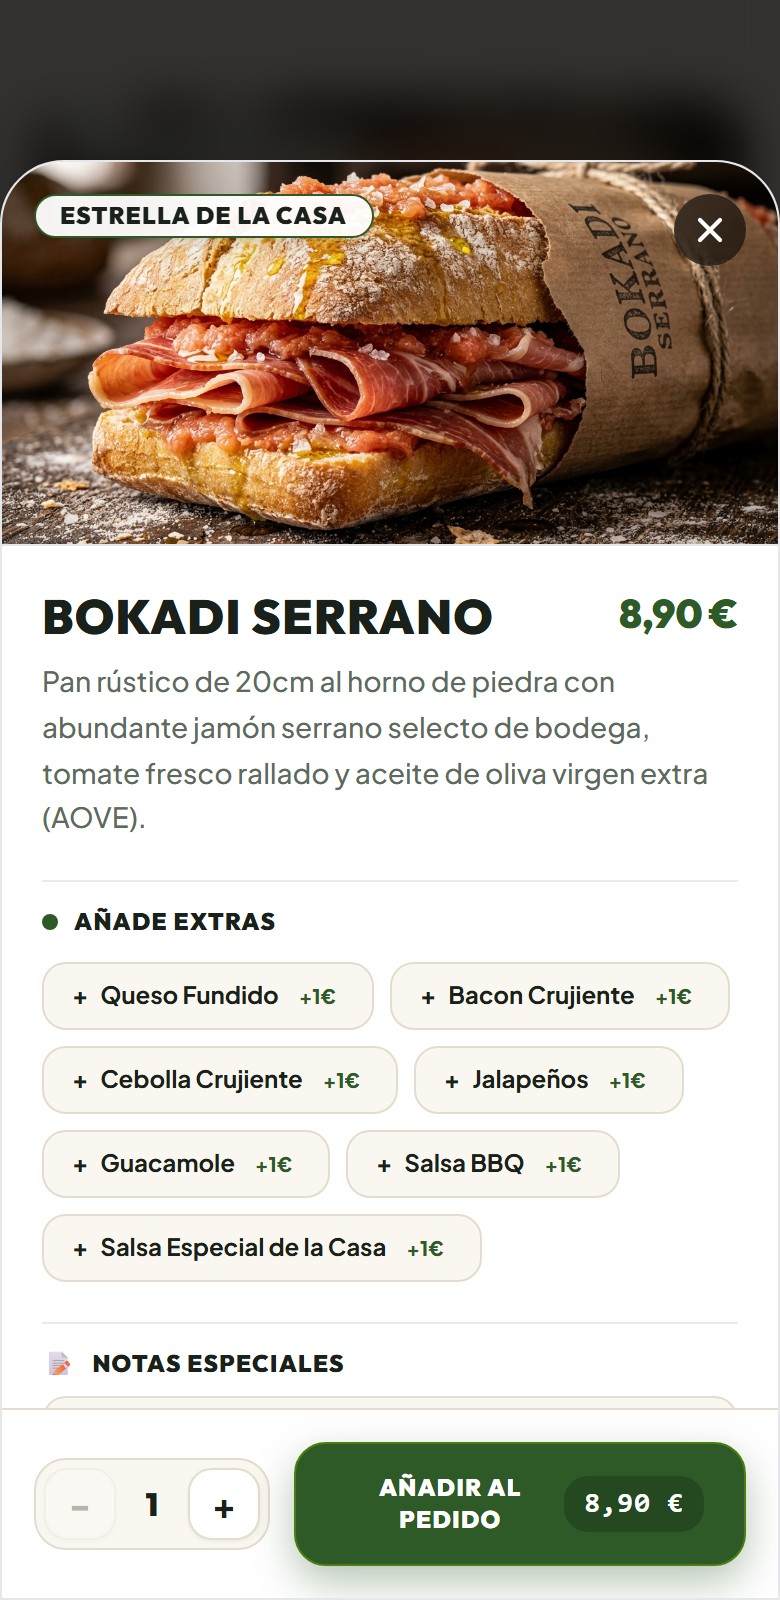 ESTRELLA DE LA CASA
BOKADI
SERRANO
BOKADI SERRANO
8,90 €
Pan rústico de 20cm al horno de piedra con
abundante jamón serrano selecto de bodega,
tomate fresco rallado y aceite de oliva virgen extra
(AOVE).
AÑADE EXTRAS
+ Queso Fundido +1€
+ Bacon Crujiente +1€
+ Cebolla Crujiente +1€
+ Jalapeños +1€
+ Guacamole +1€
+ Salsa BBQ +1€
+ Salsa Especial de la Casa +1€
NOTAS ESPECIALES
- 1 +
AÑADIR AL
PEDIDO
8,90 €